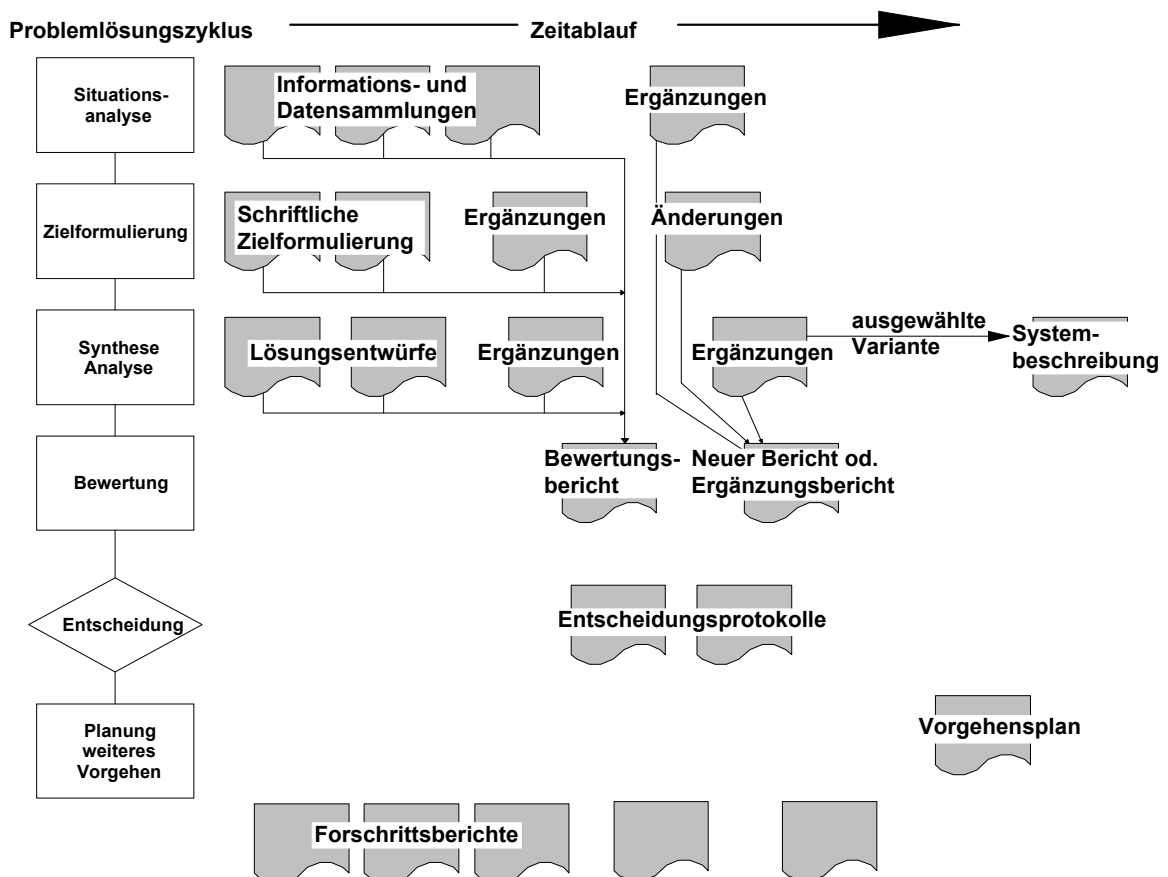 Problemlösungszyklus
Zeitablauf
Situations-
analyse
Informations- und
Datensammlungen
Ergänzungen
Zielformulierung
Schriftliche
Zielformulierung
Ergänzungen
Änderungen
Synthese
Analyse
Lösungsentwürfe
Ergänzungen
Ergänzungen
ausgewählte
Variante
System-
beschreibung
Bewertung
Bewertungs-
bericht
Neuer Bericht od.
Ergänzungsbericht
Entscheidung
Entscheidungsprotokolle
Planung
weiteres
Vorgehen
Vorgehensplan
Forschrittsberichte